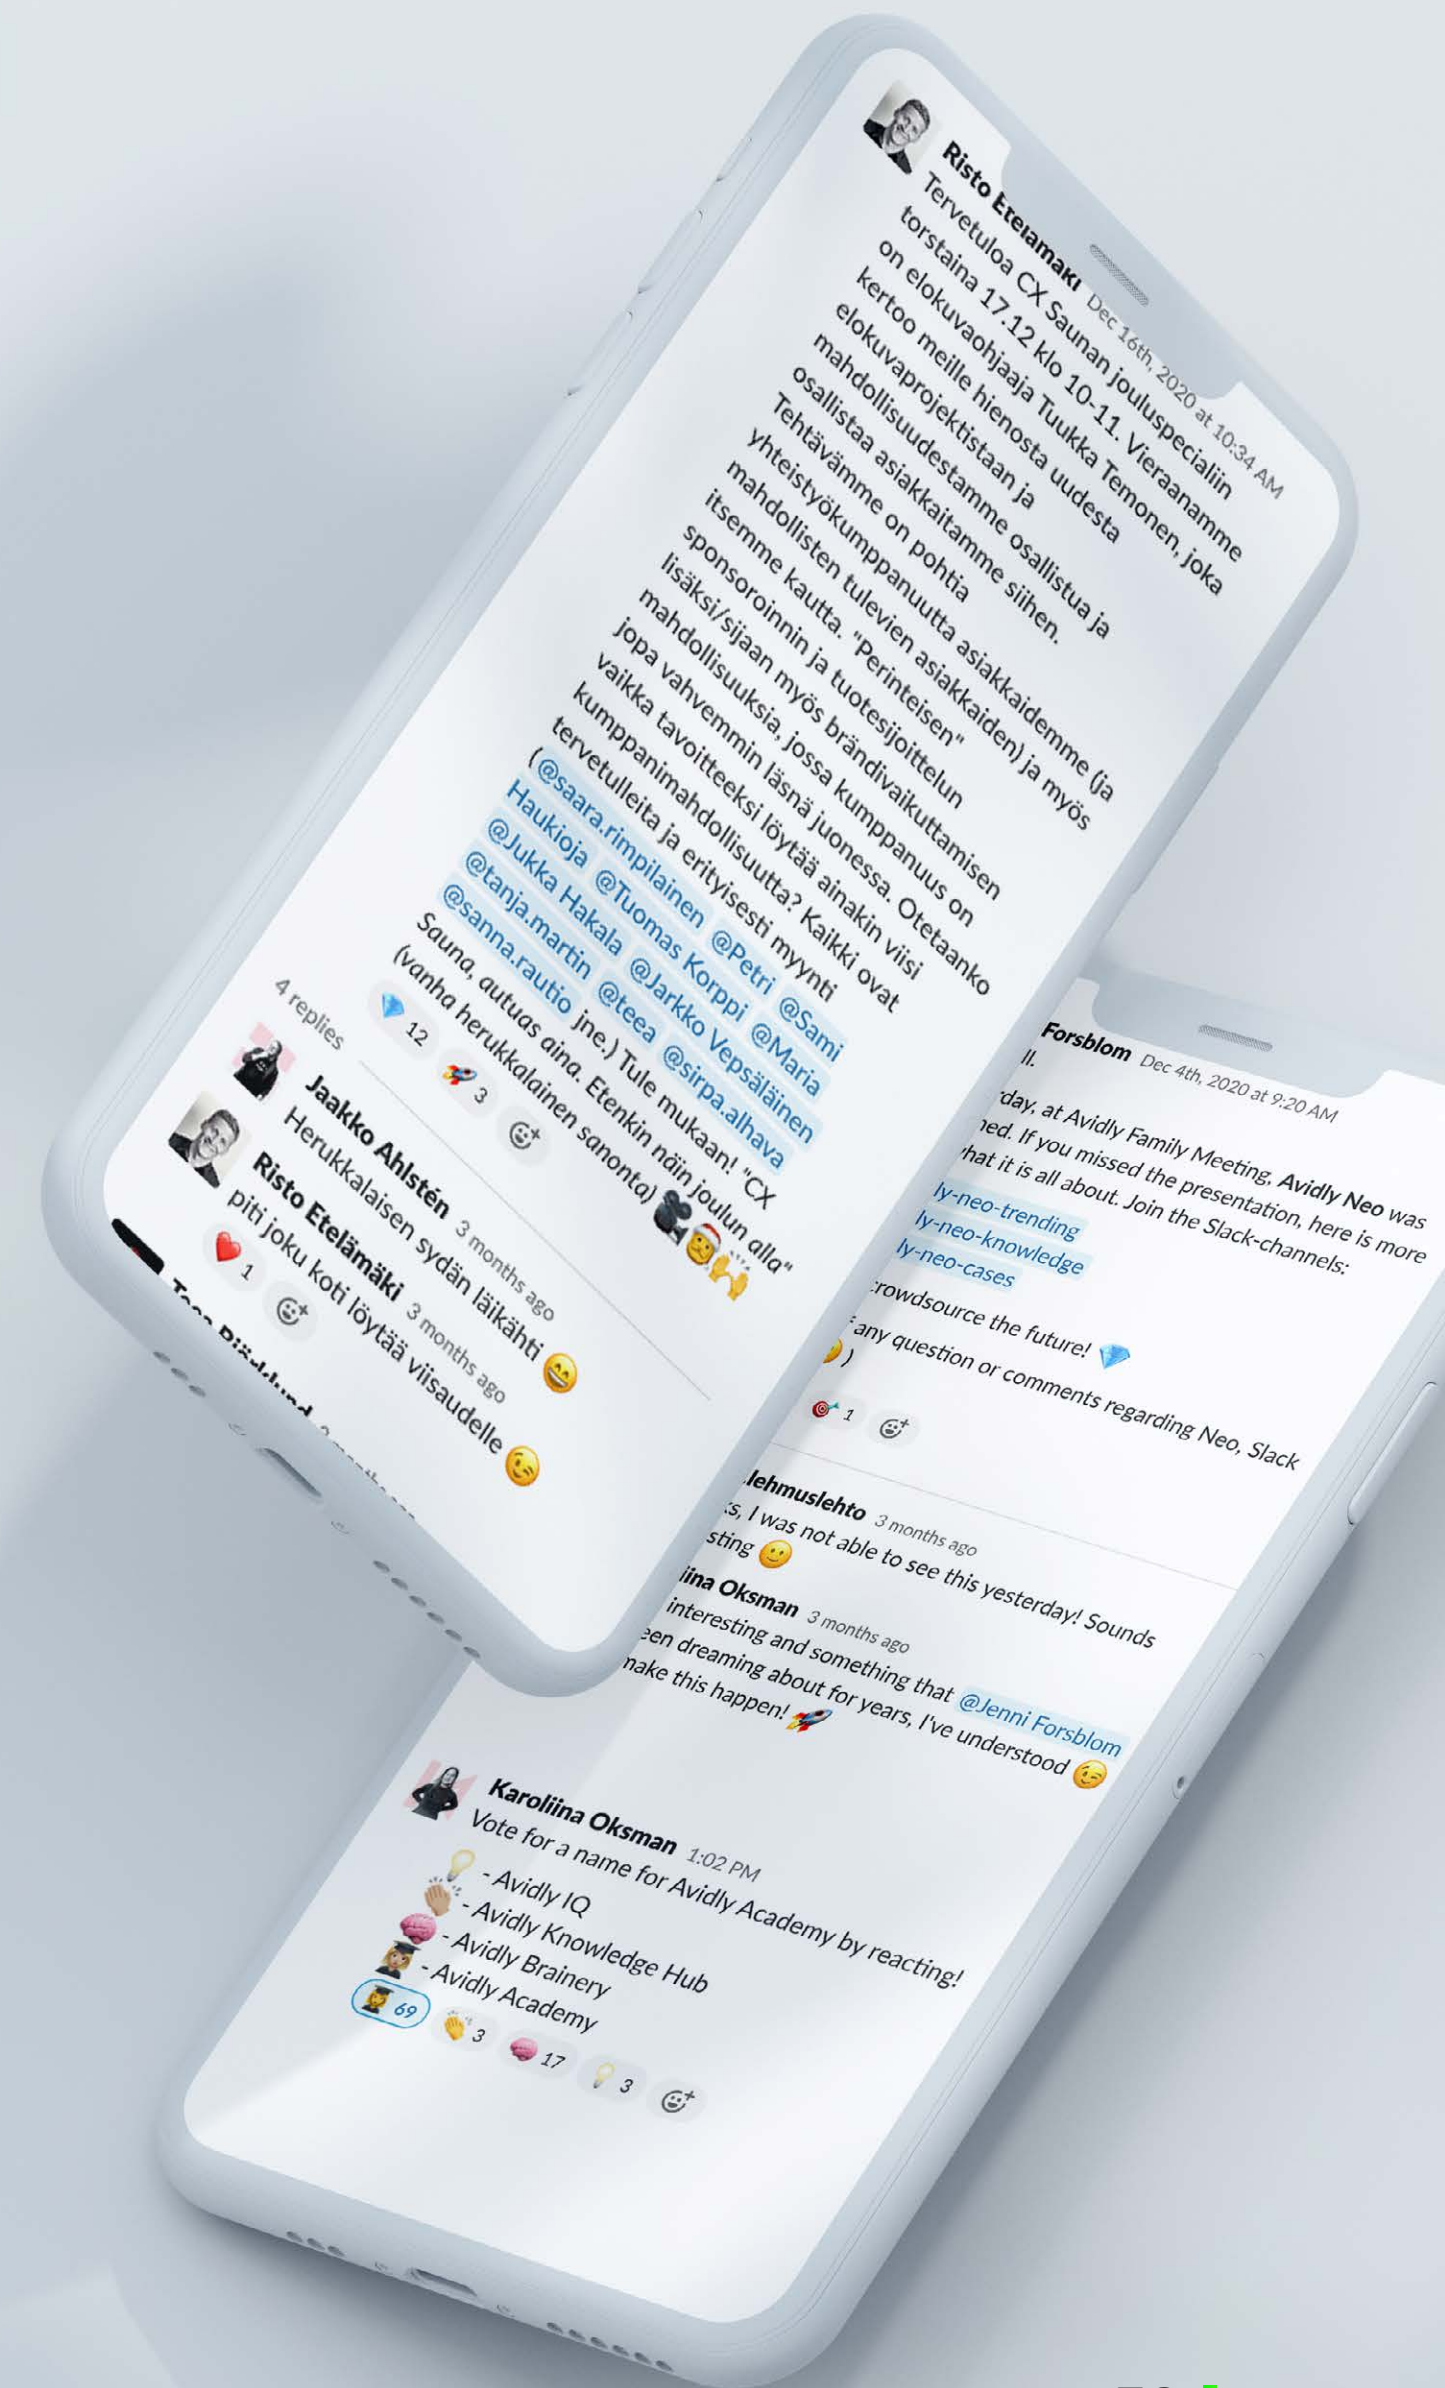 Risto Etelämäki Dec 16th, 2020 at 10:34 AM
Tervetuloa CX Saunan jouluspecialiin
torstaina 17.12 klo 10-11. Vieraanamme
on elokuvaohjaaja Tuukka Temonen, joka
kertoo meille hienosta uudesta
elokuvaprojektistaan ja
mahdollisuudestamme osallistua ja
osallistaa asiakkaitamme siihen.
Tehtävämme on pohtia
yhteistyökumppanuutta asiakkaidemme (ja
mahdollisten tulevien asiakkaiden) ja myös
itsemme kautta. "Perinteisen"
sponsoroinnin ja tuotesijoittelun
lisäksi/sijaan myös brändivaikuttamisen
mahdollisuuksia, jossa kumppanuus on
jopa vahvemmin läsnä juonessa. Otetaanko
vaikka tavoitteeksi löytää ainakin viisi
kumppanimahdollisuutta? Kaikki ovat
tervetulleita ja erityisesti myynti
(@saara.rimpilainen @Petri @Sami
Haukioja @Tuomas Korppi @Maria
@Jukka Hakala @Jarkko Vepsäläinen
@tanja.martin @teea @sirpa.alhava
@sanna.rautio jne.) Tule mukaan! "CX
Sauna, autuas aina. Etenkin näin joulun alla"
(vanha herukkalainen sanonta) 🎥🎅🙌
💎 12 🚀 3
4 replies
Jaakko Ahlstén 3 months ago
Herukkalaisen sydän läikähti 😄
Risto Etelämäki 3 months ago
piti joku koti löytää viisaudelle 😉
❤️ 1
Forsblom Dec 4th, 2020 at 9:20 AM
ll.
rday, at Avidly Family Meeting, Avidly Neo was
ned. If you missed the presentation, here is more
hat it is all about. Join the Slack-channels:
ly-neo-trending
ly-neo-knowledge
ly-neo-cases
crowdsource the future! 💎
any question or comments regarding Neo, Slack
)
🎯 1
lehmuslehto 3 months ago
s, I was not able to see this yesterday! Sounds
sting 🙂
iina Oksman 3 months ago
interesting and something that @Jenni Forsblom
een dreaming about for years, I've understood 😉
make this happen! 🚀
Karoliina Oksman 1:02 PM
Vote for a name for Avidly Academy by reacting!
💡 - Avidly IQ
👏 - Avidly Knowledge Hub
🧠 - Avidly Brainery
👩‍🎓 - Avidly Academy
👩‍🎓 69 👏 3 🧠 17 💡 3